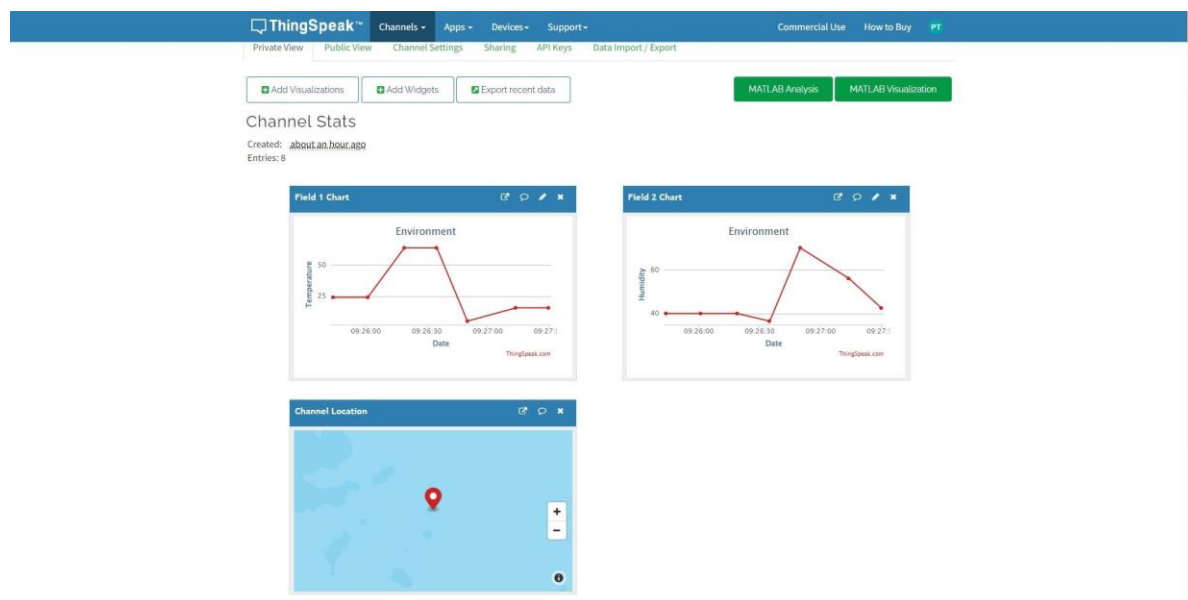 ThingSpeak™ Channels Apps Devices Support Commercial Use How to Buy PT
Private View Public View Channel Settings Sharing API Keys Data Import / Export
Add Visualizations Add Widgets Export recent data MATLAB Analysis MATLAB Visualization
Channel Stats
Created: about an hour ago
Entries: 8
Field 1 Chart
Environment
Temperature
50
25
09:26:00 09:26:30 09:27:00 09:27:
Date
ThingSpeak.com
Field 2 Chart
Environment
Humidity
60
40
09:26:00 09:26:30 09:27:00 09:27:
Date
ThingSpeak.com
Channel Location
+
−